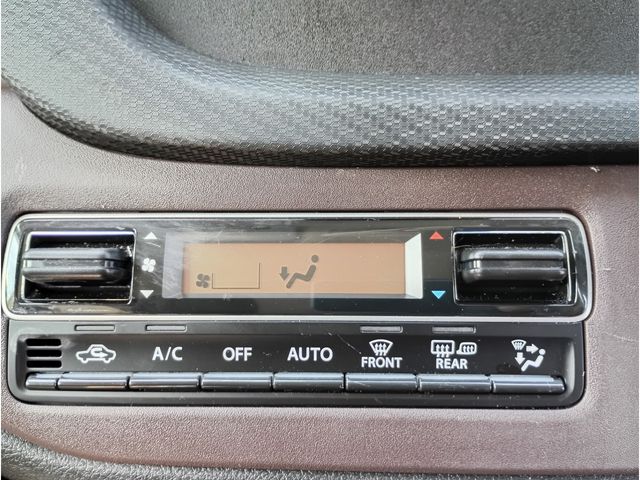 A/C OFF AUTO FRONT REAR